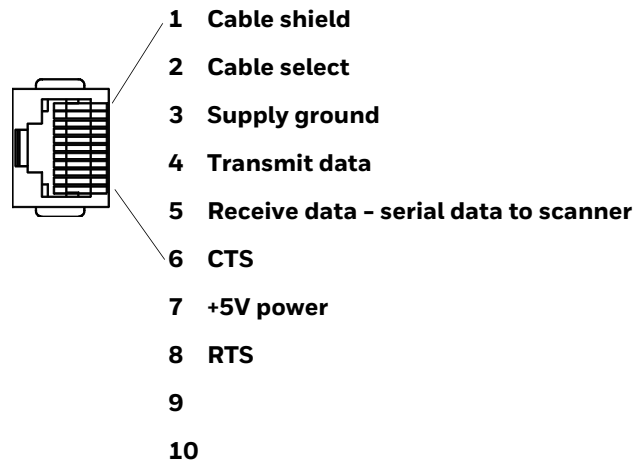 1 Cable shield
2 Cable select
3 Supply ground
4 Transmit data
5 Receive data – serial data to scanner
6 CTS
7 +5V power
8 RTS
9
10